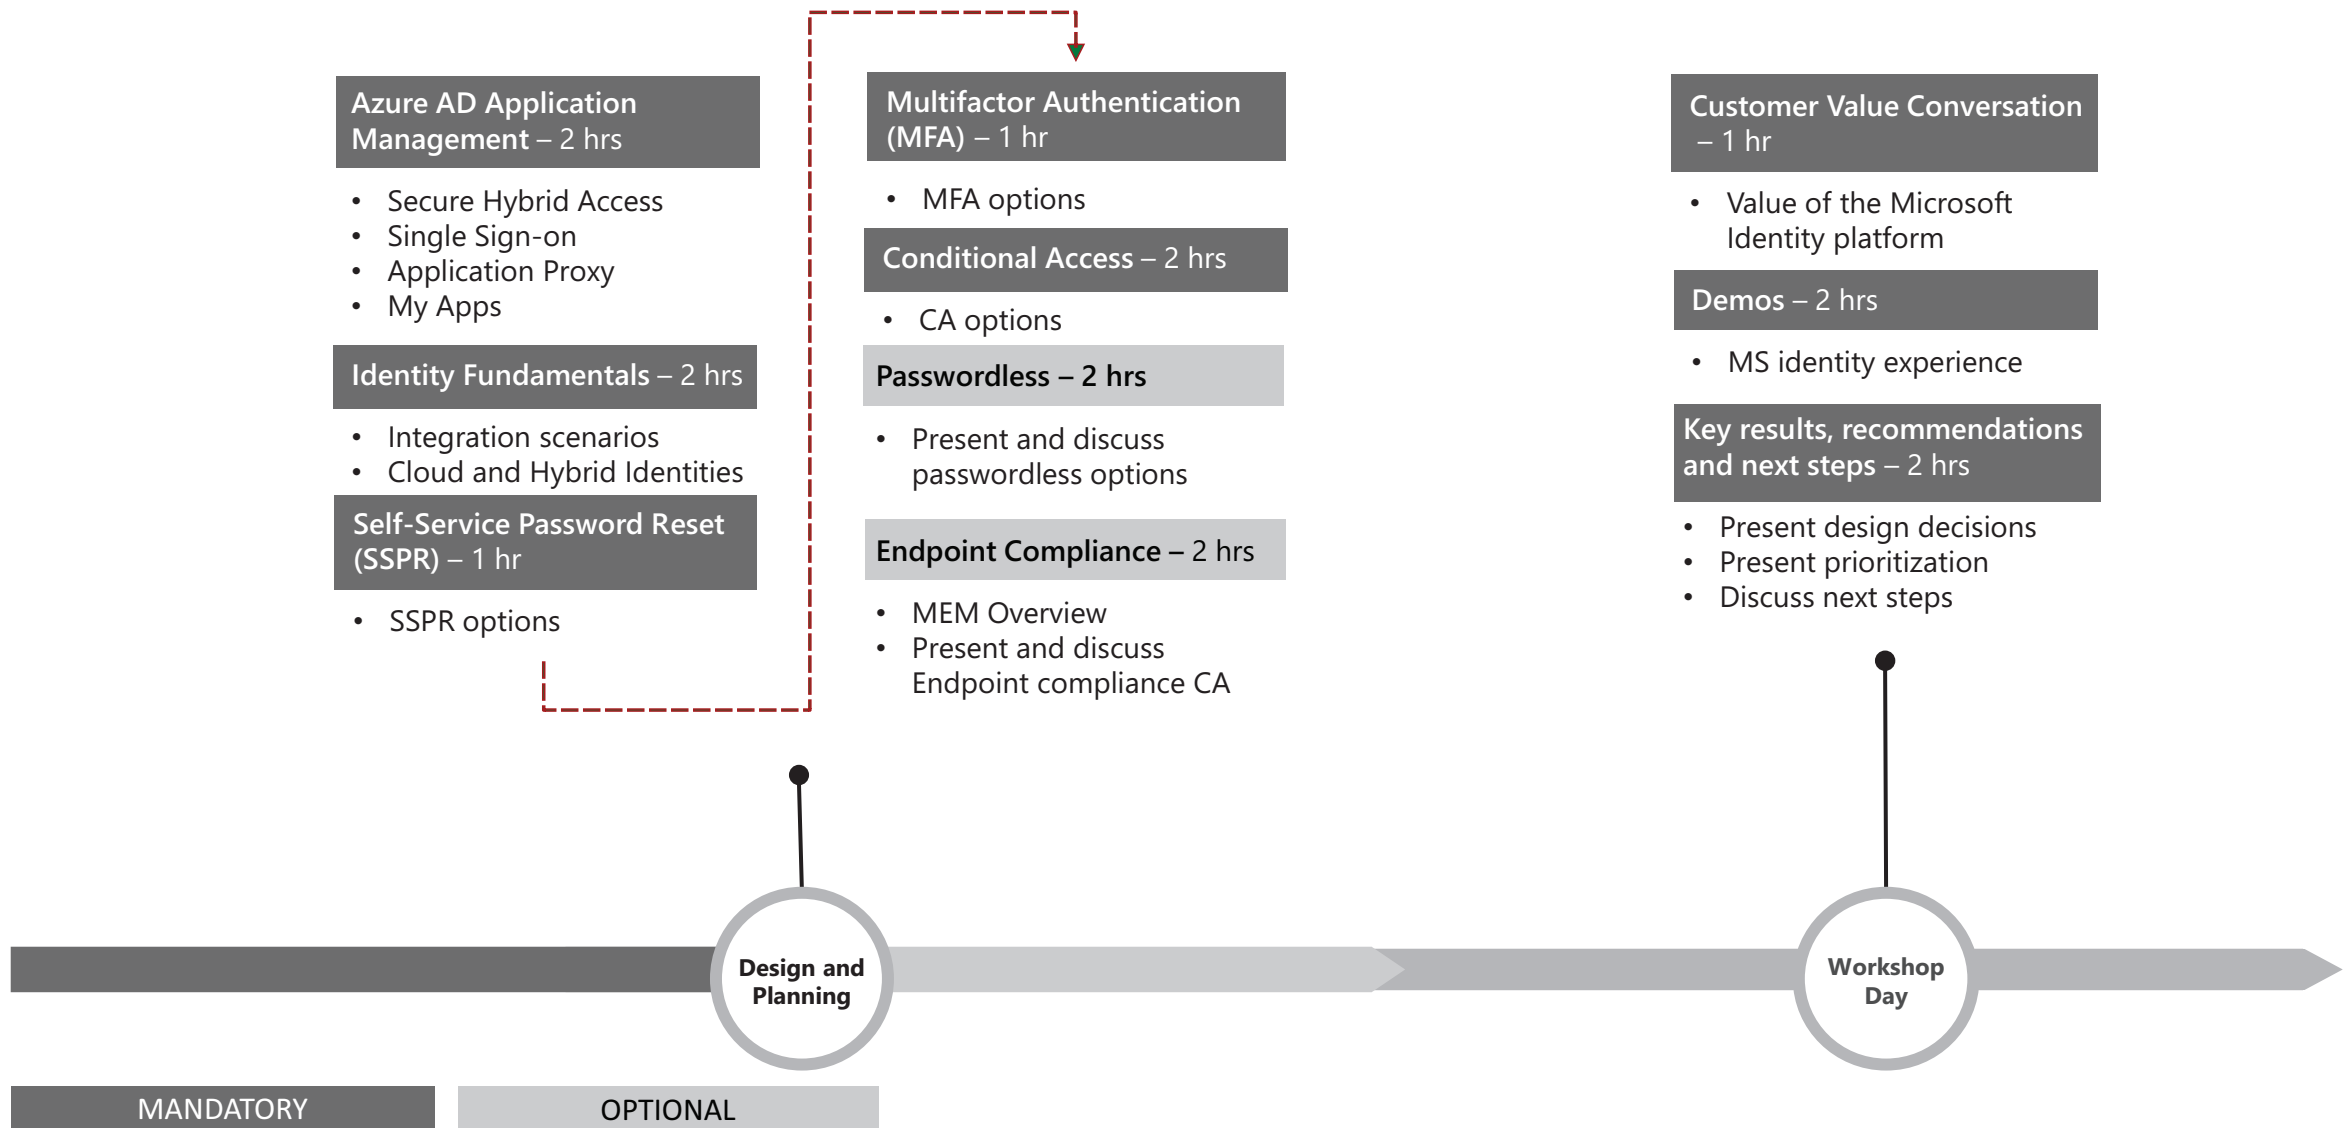 Azure AD Application
Management – 2 hrs
• Secure Hybrid Access
• Single Sign-on
• Application Proxy
• My Apps
Identity Fundamentals – 2 hrs
• Integration scenarios
• Cloud and Hybrid Identities
Self-Service Password Reset
(SSPR) – 1 hr
• SSPR options
Multifactor Authentication
(MFA) – 1 hr
• MFA options
Conditional Access – 2 hrs
• CA options
Passwordless – 2 hrs
• Present and discuss
passwordless options
Endpoint Compliance – 2 hrs
• MEM Overview
• Present and discuss
Endpoint compliance CA
Customer Value Conversation
– 1 hr
• Value of the Microsoft
Identity platform
Demos – 2 hrs
• MS identity experience
Key results, recommendations
and next steps – 2 hrs
• Present design decisions
• Present prioritization
• Discuss next steps
Design and
Planning
Workshop
Day
MANDATORY
OPTIONAL